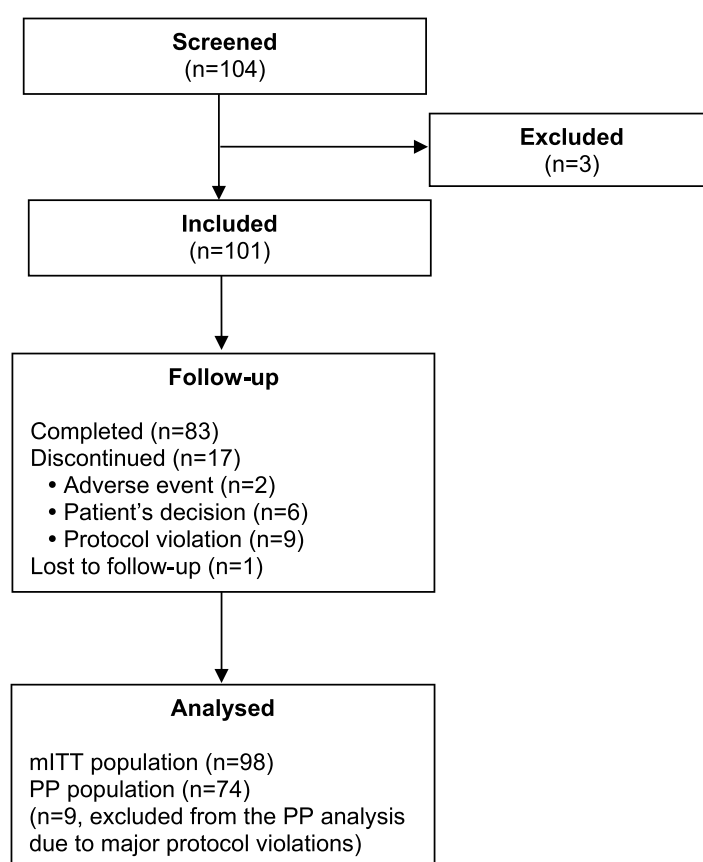 Screened
(n=104)
Excluded
(n=3)
Included
(n=101)
Follow-up
Completed (n=83)
Discontinued (n=17)
• Adverse event (n=2)
• Patient’s decision (n=6)
• Protocol violation (n=9)
Lost to follow-up (n=1)
Analysed
mITT population (n=98)
PP population (n=74)
(n=9, excluded from the PP analysis
due to major protocol violations)